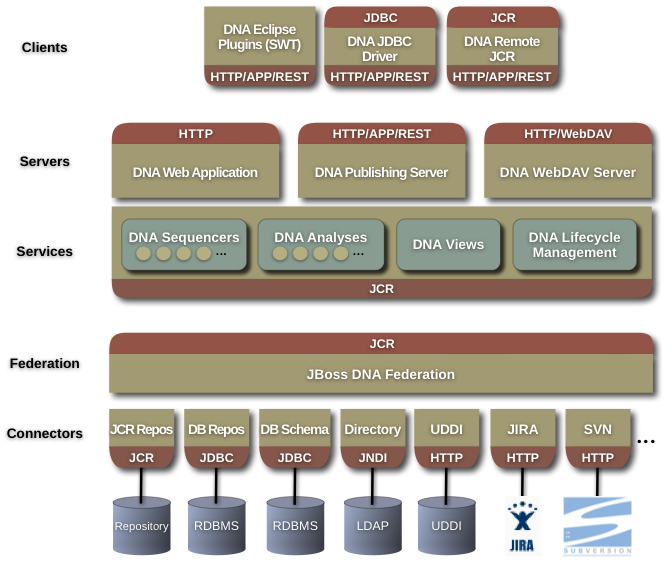 Clients
DNA Eclipse
Plugins (SWT)
HTTP/APP/REST
JDBC
DNA JDBC
Driver
HTTP/APP/REST
JCR
DNA Remote
JCR
HTTP/APP/REST
Servers
HTTP
DNA Web Application
HTTP/APP/REST
DNA Publishing Server
HTTP/WebDAV
DNA WebDAV Server
Services
DNA Sequencers
...
DNA Analyses
...
DNA Views
DNA Lifecycle
Management
JCR
Federation
JCR
JBoss DNA Federation
Connectors
JCR Repos
JCR
DB Repos
JDBC
DB Schema
JDBC
Directory
JNDI
UDDI
HTTP
JIRA
HTTP
SVN
HTTP
...
Repository
RDBMS
RDBMS
LDAP
UDDI
JIRA
SUBVERSION